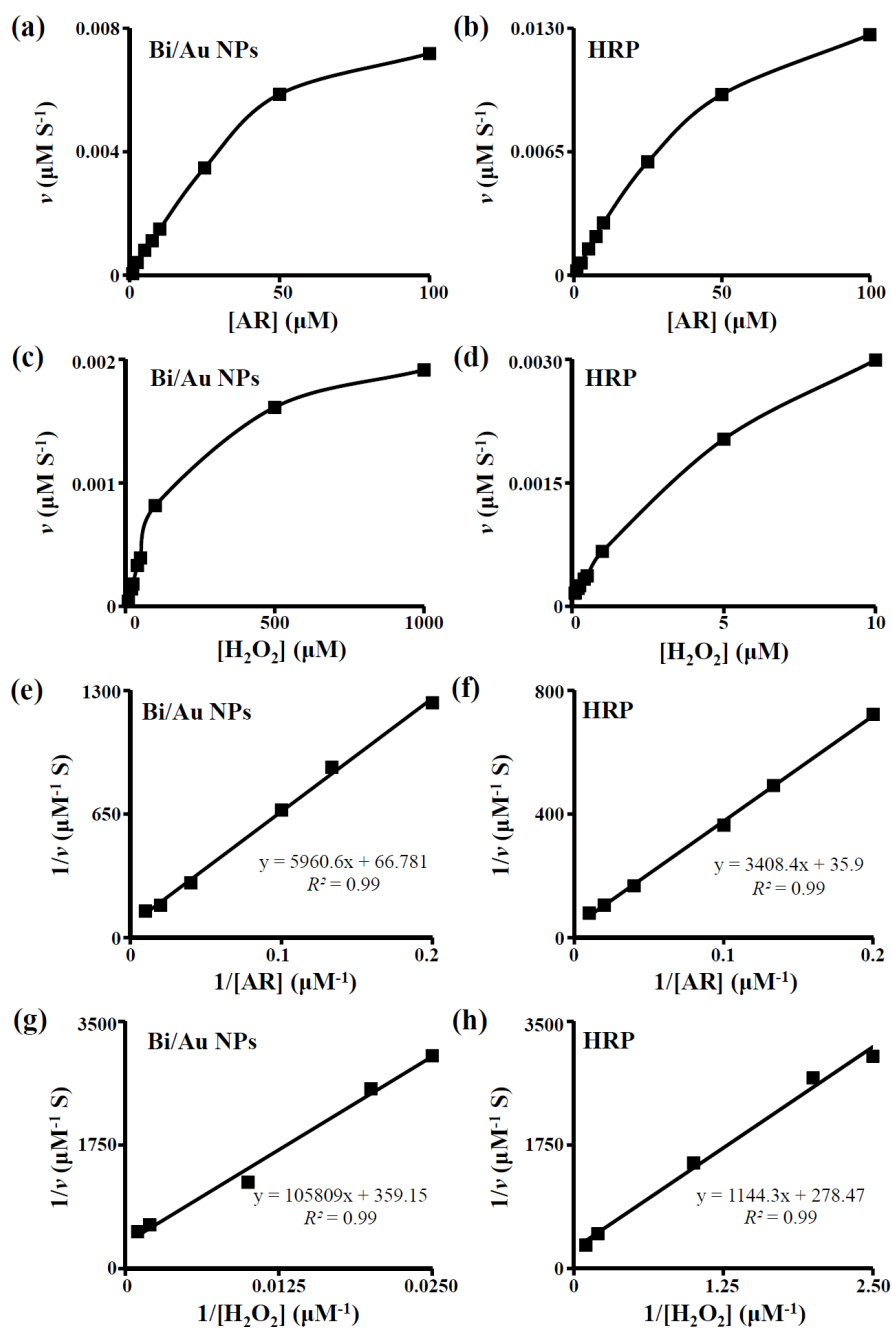 (a)
Bi/Au NPs
0.008
0.004
0
v (μM S⁻¹)
0
50
100
[AR] (μM)
(b)
HRP
0.0130
0.0065
0
v (μM S⁻¹)
0
50
100
[AR] (μM)
(c)
Bi/Au NPs
0.002
0.001
0
v (μM S⁻¹)
0
500
1000
[H₂O₂] (μM)
(d)
HRP
0.0030
0.0015
0
v (μM S⁻¹)
0
5
10
[H₂O₂] (μM)
(e)
Bi/Au NPs
1300
650
0
1/v (μM⁻¹ S)
y = 5960.6x + 66.781
R² = 0.99
0
0.1
0.2
1/[AR] (μM⁻¹)
(f)
HRP
800
400
0
1/v (μM⁻¹ S)
y = 3408.4x + 35.9
R² = 0.99
0
0.1
0.2
1/[AR] (μM⁻¹)
(g)
Bi/Au NPs
3500
1750
0
1/v (μM⁻¹ S)
y = 105809x + 359.15
R² = 0.99
0
0.0125
0.0250
1/[H₂O₂] (μM⁻¹)
(h)
HRP
3500
1750
0
1/v (μM⁻¹ S)
y = 1144.3x + 278.47
R² = 0.99
0
1.25
2.50
1/[H₂O₂] (μM⁻¹)